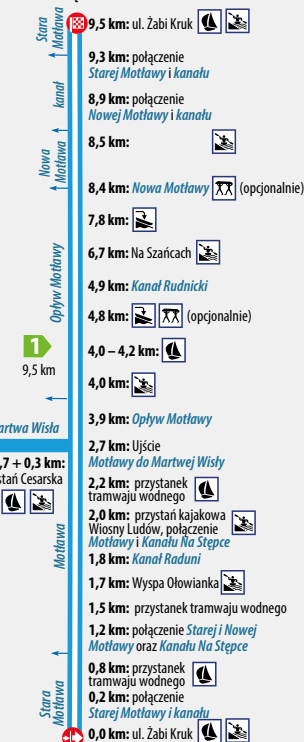 Stara
Motława
9,5 km: ul. Żabi Kruk
9,3 km: połączenie
Starej Motławy i kanału
kanał
8,9 km: połączenie
Nowej Motławy i kanału
8,5 km:
Nowa
Motława
8,4 km: Nowa Motława (opcjonalnie)
7,8 km:
6,7 km: Na Szańcach
Opływ Motławy
4,9 km: Kanał Rudnicki
4,8 km: (opcjonalnie)
1
9,5 km
4,0 – 4,2 km:
4,0 km:
3,9 km: Opływ Motławy
artwa Wisła
2,7 km: Ujście
Motławy do Martwej Wisły
,7 + 0,3 km:
stań Cesarska
2,2 km: przystanek
tramwaju wodnego
2,0 km: przystań kajakowa
Wiosny Ludów, połączenie
Motławy i Kanału Na Stępce
1,8 km: Kanał Raduni
Motława
1,7 km: Wyspa Ołowianka
1,5 km: przystanek tramwaju wodnego
1,2 km: połączenie Starej i Nowej
Motławy oraz Kanału Na Stępce
0,8 km: przystanek
tramwaju wodnego
Stara
Motława
0,2 km: połączenie
Starej Motławy i kanału
0,0 km: ul. Żabi Kruk